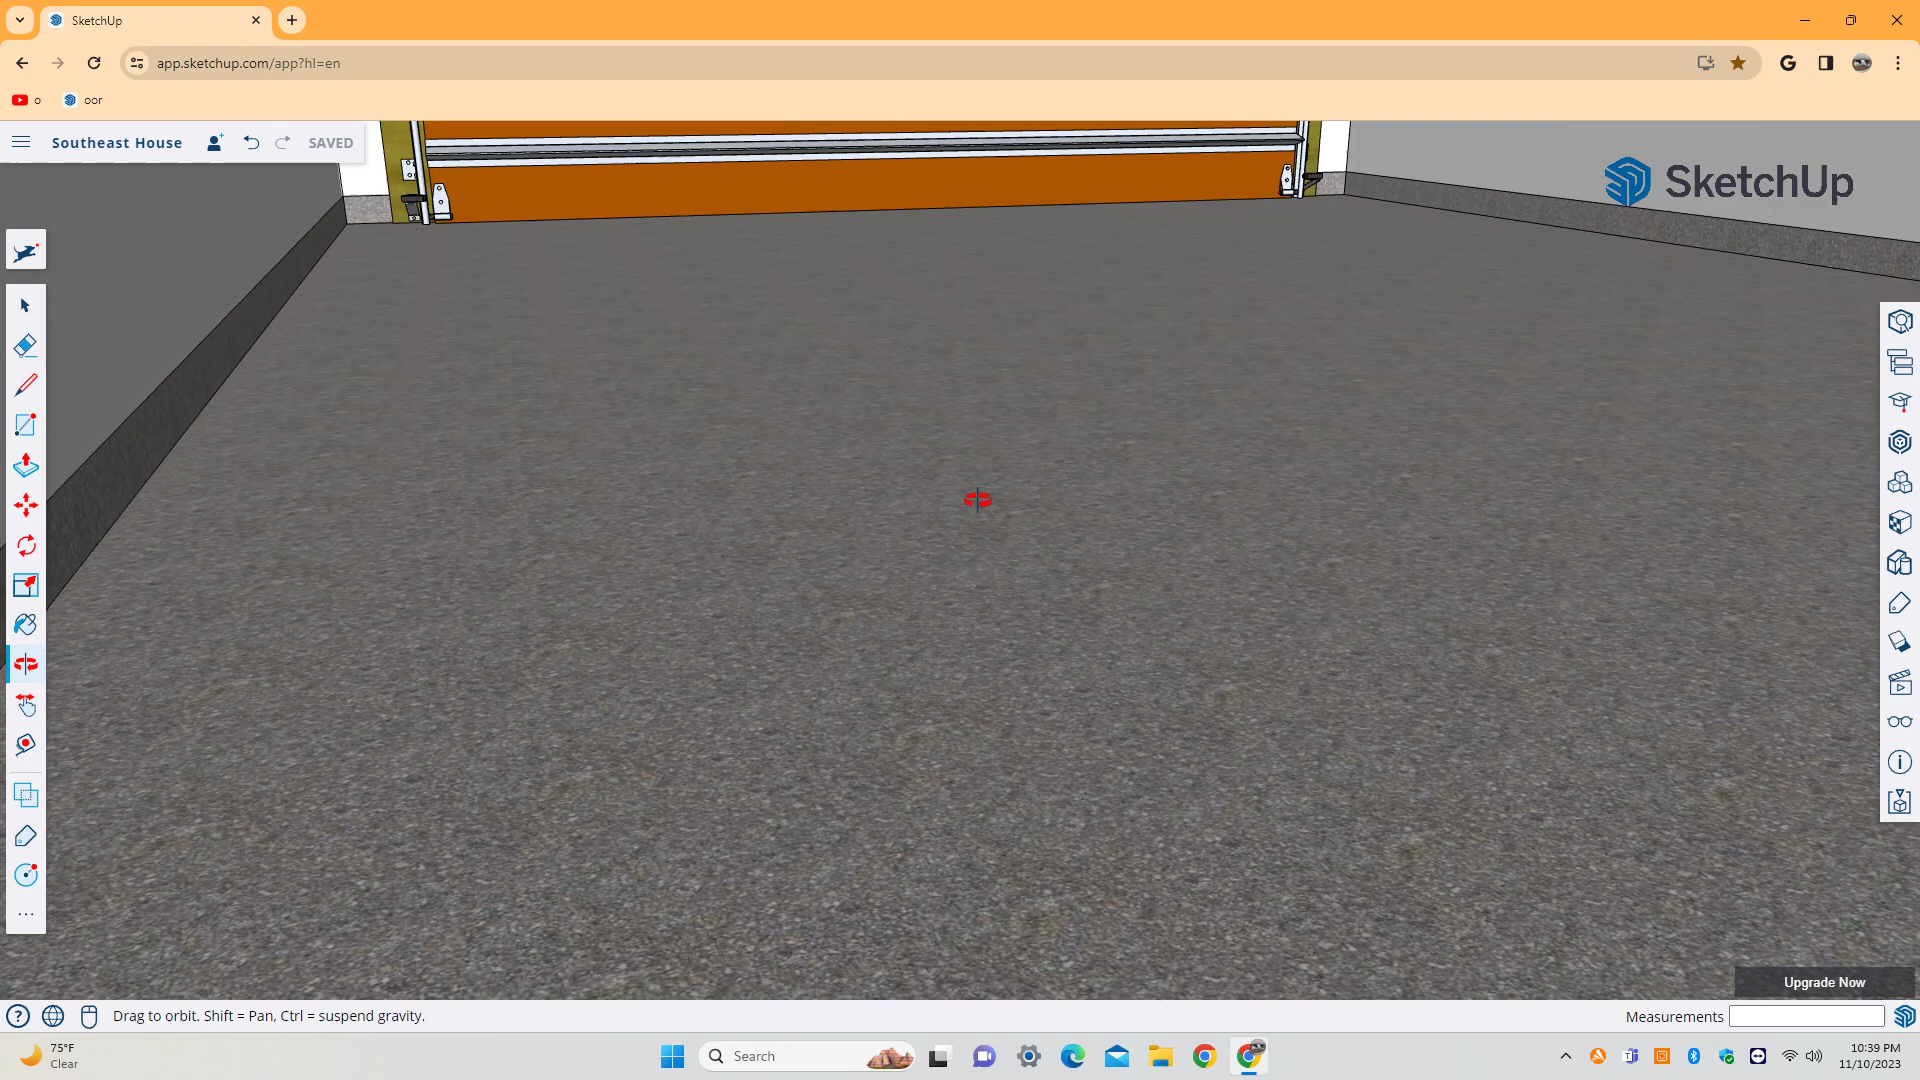 SketchUp
app.sketchup.com/app?hl=en
o
oor
Southeast House
SAVED
SketchUp
Upgrade Now
Drag to orbit. Shift = Pan, Ctrl = suspend gravity.
Measurements
75°F
Clear
Search
10:39 PM
11/10/2023